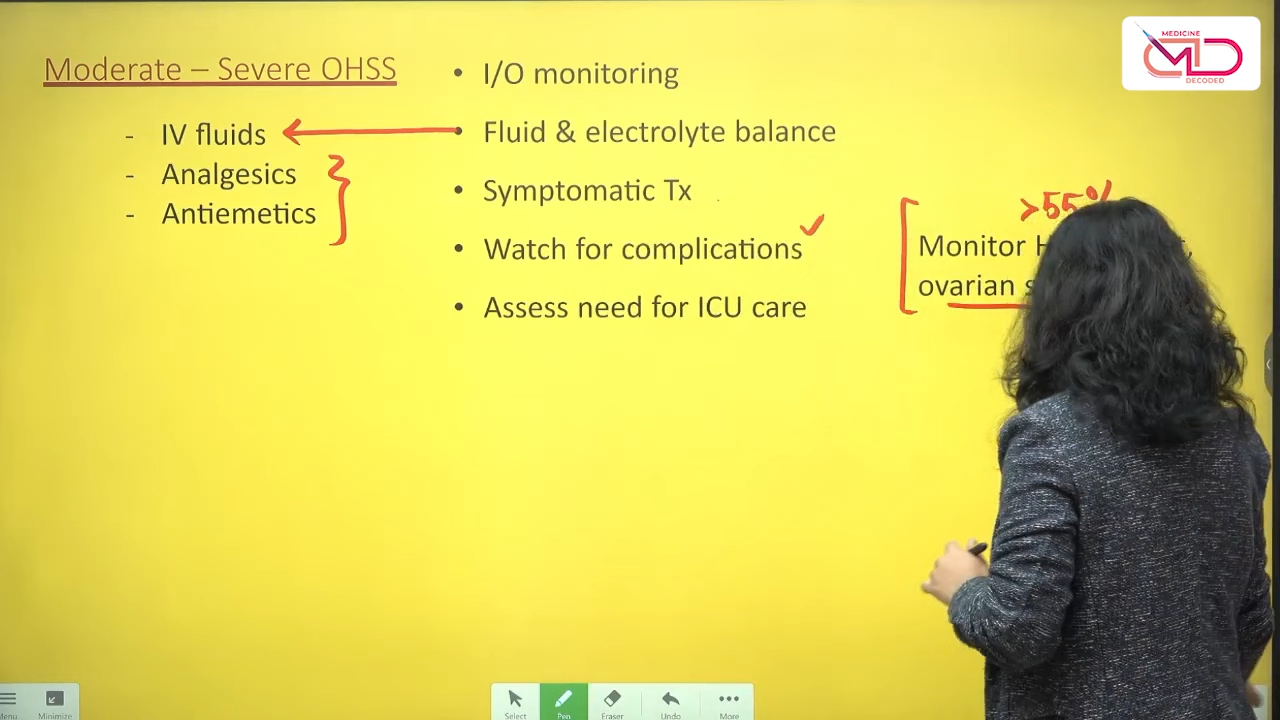 Moderate – Severe OHSS
- IV fluids
- Analgesics
- Antiemetics
• I/O monitoring
• Fluid & electrolyte balance
• Symptomatic Tx
• Watch for complications
• Assess need for ICU care
>55%
Monitor
ovarian
MEDICINE
MD
DECODED
Menu
Minimize
Select
Pen
Eraser
Undo
More